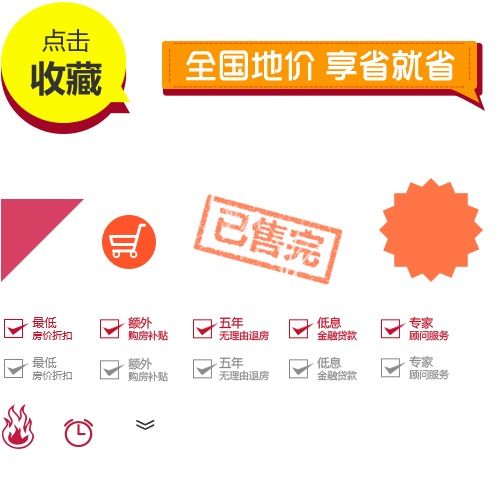 点击
收藏
全国地价 享省就省
已售完
最低
房价折扣
额外
购房补贴
五年
无理由退房
低息
金融贷款
专家
顾问服务
最低
房价折扣
额外
购房补贴
五年
无理由退房
低息
金融贷款
专家
顾问服务